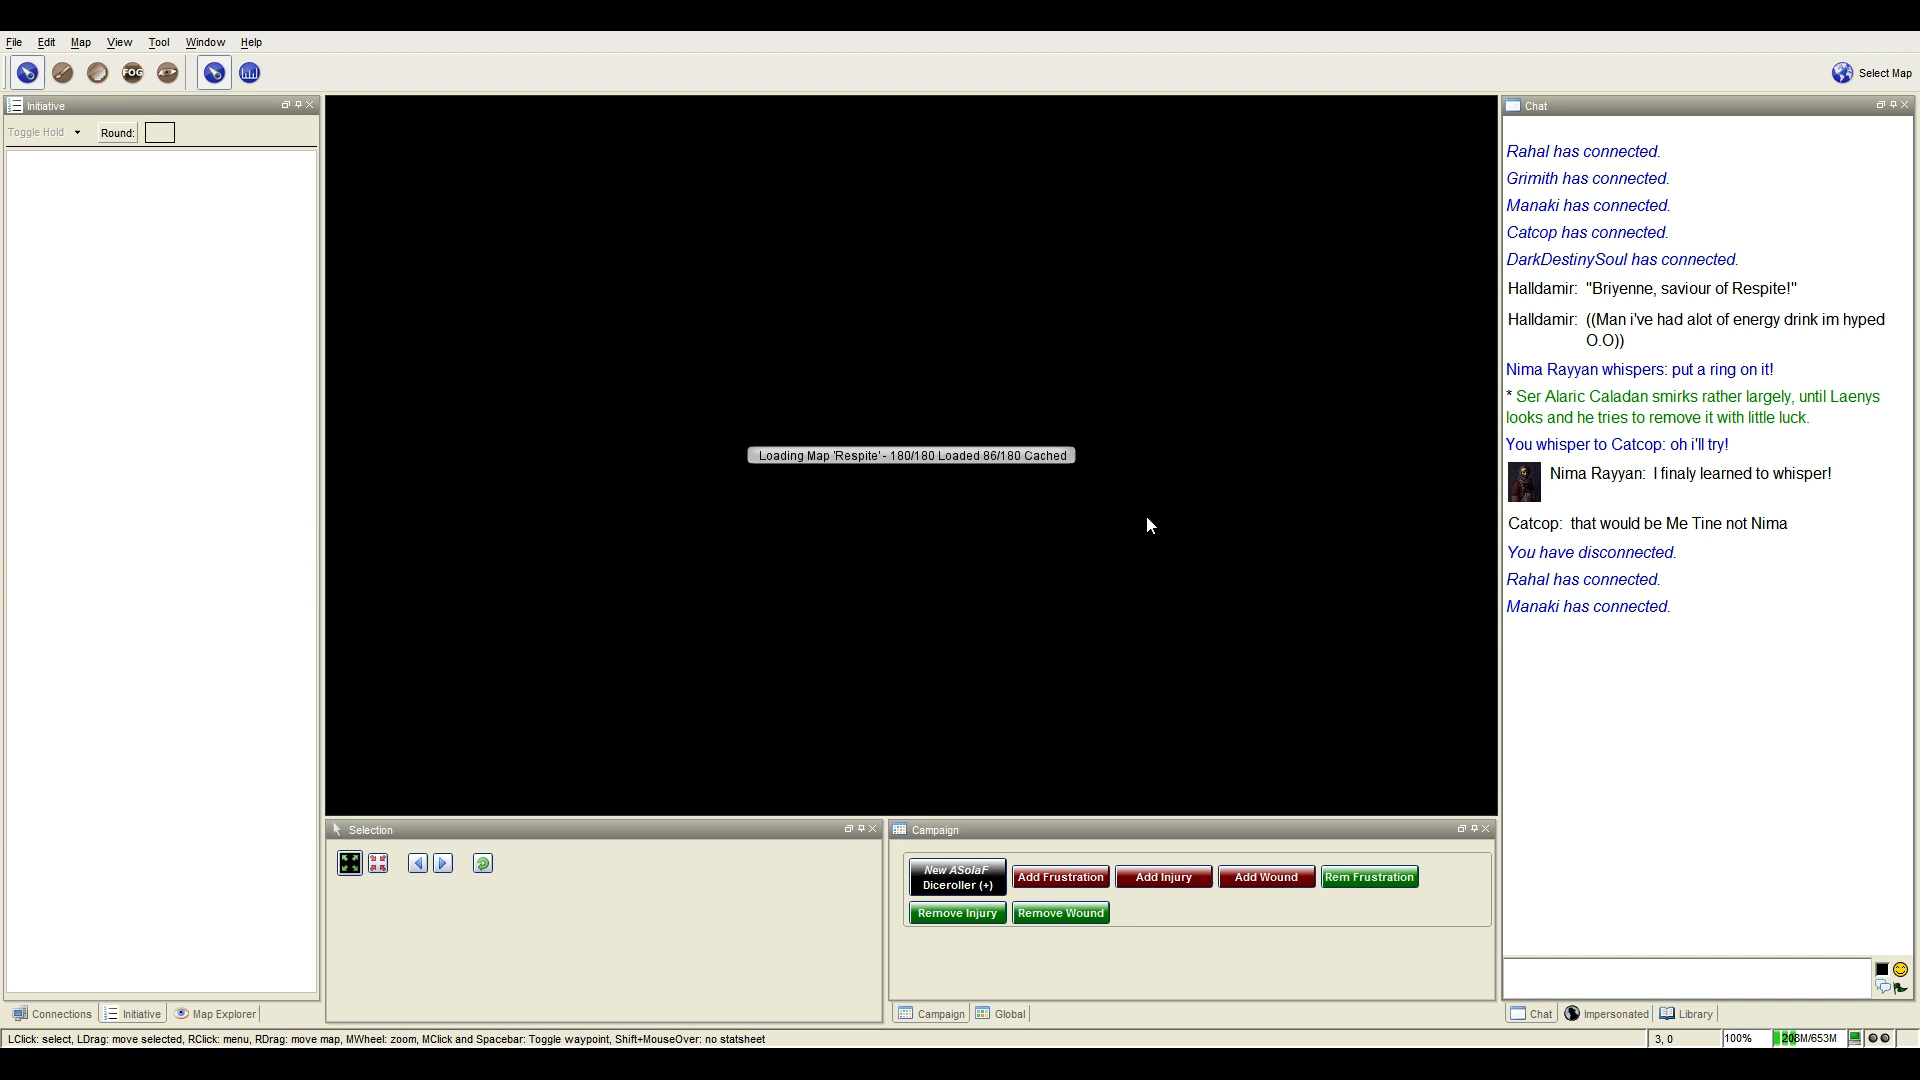 File Edit Map View Tool Window Help
FOG
Select Map
Initiative
Toggle Hold Round:
Loading Map 'Respite' - 180/180 Loaded 86/180 Cached
Chat
Rahal has connected.
Grimith has connected.
Manaki has connected.
Catcop has connected.
DarkDestinySoul has connected.
Halldamir: "Briyenne, saviour of Respite!"
Halldamir: ((Man i've had alot of energy drink im hyped
O.O))
Nima Rayyan whispers: put a ring on it!
* Ser Alaric Caladan smirks rather largely, until Laenys
looks and he tries to remove it with little luck.
You whisper to Catcop: oh i'll try!
Nima Rayyan: I finaly learned to whisper!
Catcop: that would be Me Tine not Nima
You have disconnected.
Rahal has connected.
Manaki has connected.
Selection
Campaign
New ASoIaF
Diceroller (+)
Add Frustration Add Injury Add Wound Rem Frustration
Remove Injury Remove Wound
Connections Initiative Map Explorer
Campaign Global
Chat Impersonated Library
LClick: select, LDrag: move selected, RClick: menu, RDrag: move map, MWheel: zoom, MClick and Spacebar: Toggle waypoint, Shift+MouseOver: no statsheet
3, 0 100% 208M/653M